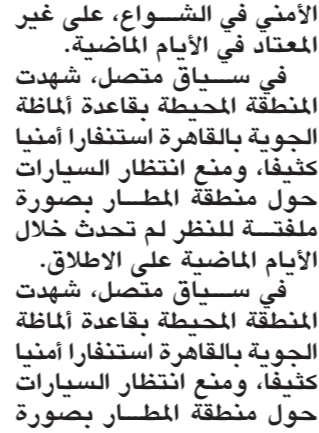 الأمني في الشواع، على غير
المعتاد في الأيام الماضية.
في سياق متصل، شهدت
المنطقة المحيطة بقاعدة ألماظة
الجوية بالقاهرة استنفارا أمنيا
كثيفا، ومنع انتظار السيارات
حول منطقة المطار بصورة
ملفتة للنظر لم تحدث خلال
الأيام الماضية على الاطلاق.
في سياق متصل، شهدت
المنطقة المحيطة بقاعدة ألماظة
الجوية بالقاهرة استنفارا أمنيا
كثيفا، ومنع انتظار السيارات
حول منطقة المطار بصورة